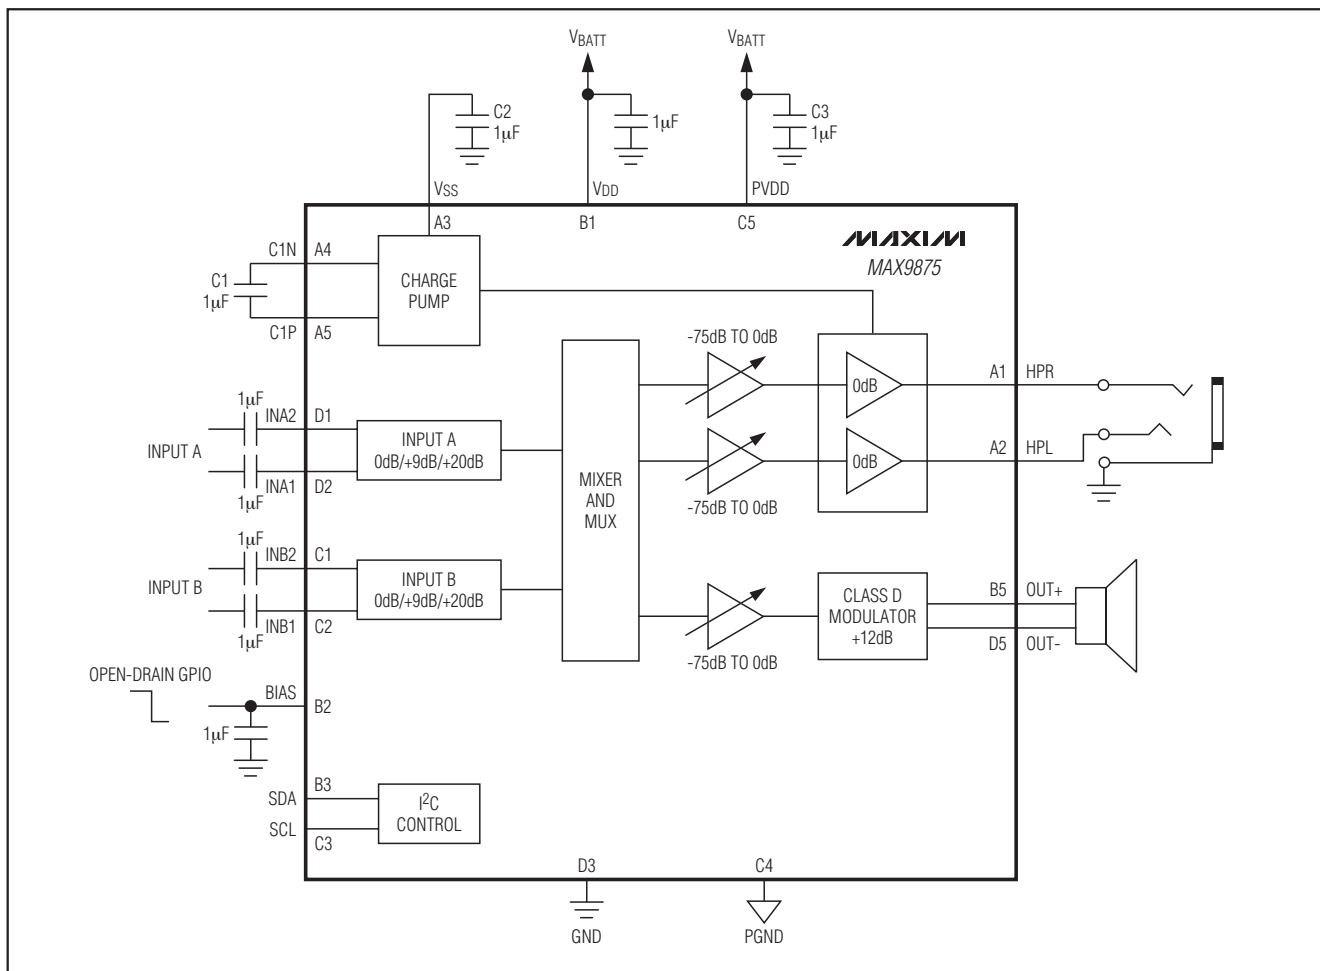 VBATT
VBATT
C2
1µF
1µF
C3
1µF
VSS
VDD
PVDD
A3
B1
C5
MAXIM
MAX9875
C1N
A4
CHARGE
PUMP
C1
1µF
C1P
A5
-75dB TO 0dB
0dB
A1
HPR
1µF
INA2
D1
INPUT A
INPUT A
0dB/+9dB/+20dB
INA1
D2
1µF
MIXER
AND
MUX
0dB
A2
HPL
-75dB TO 0dB
1µF
INB2
C1
INPUT B
INPUT B
0dB/+9dB/+20dB
INB1
C2
1µF
CLASS D
MODULATOR
+12dB
B5
OUT+
D5
OUT-
-75dB TO 0dB
OPEN-DRAIN GPIO
BIAS
B2
1µF
SDA
B3
I²C
CONTROL
SCL
C3
D3
C4
GND
PGND